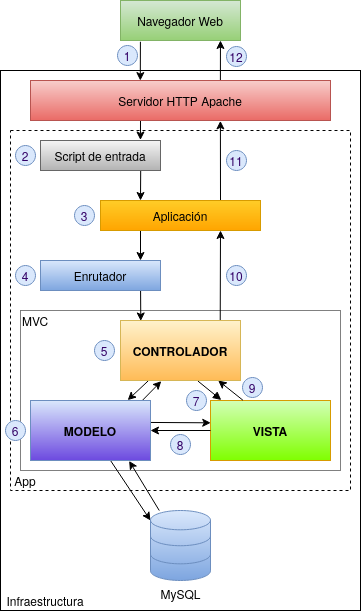 Navegador Web
1
12
Servidor HTTP Apache
2
Script de entrada
11
3
Aplicación
4
Enrutador
10
MVC
5
CONTROLADOR
9
7
6
MODELO
8
VISTA
App
MySQL
Infraestructura